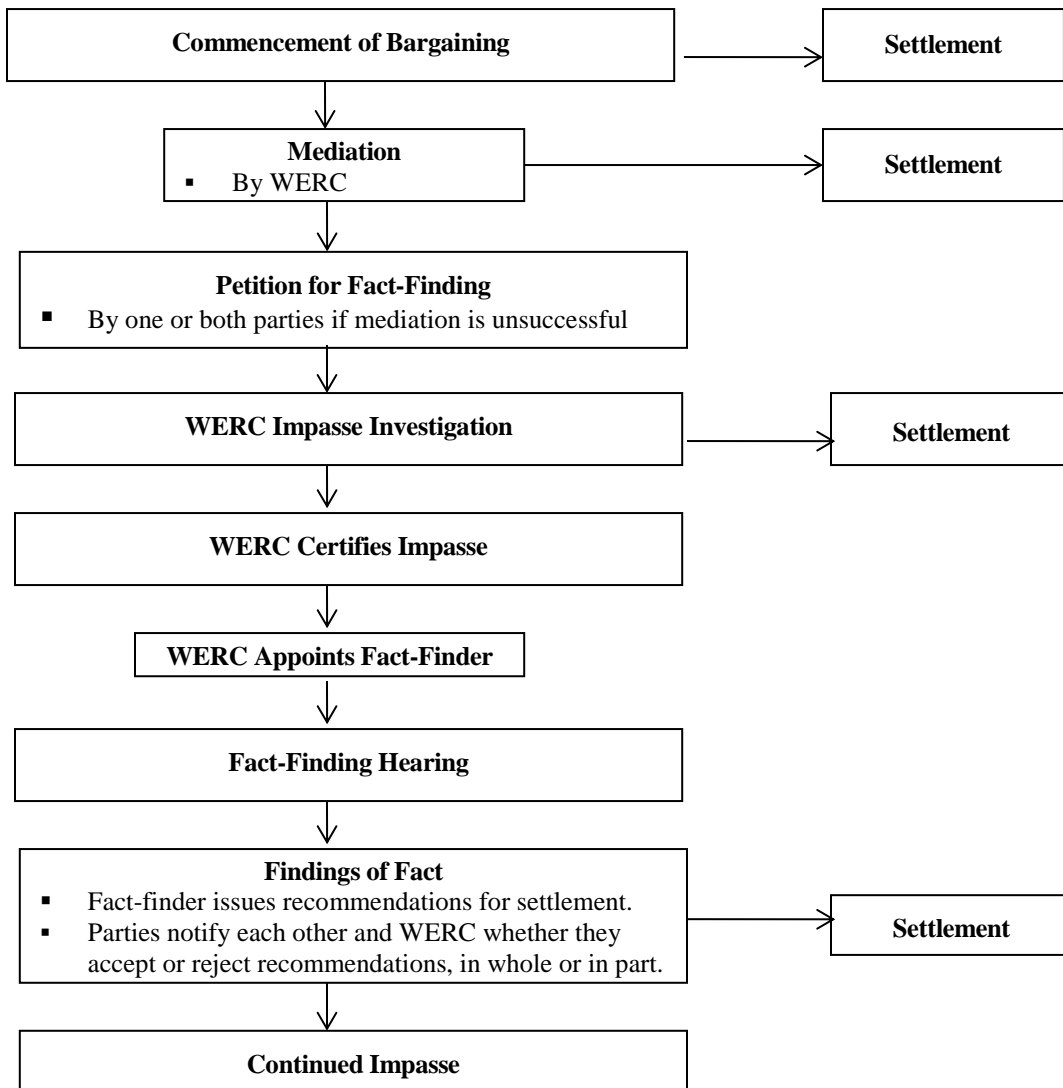 Commencement of Bargaining
Settlement
Mediation
▪ By WERC
Settlement
Petition for Fact-Finding
▪ By one or both parties if mediation is unsuccessful
WERC Impasse Investigation
Settlement
WERC Certifies Impasse
WERC Appoints Fact-Finder
Fact-Finding Hearing
Findings of Fact
▪ Fact-finder issues recommendations for settlement.
▪ Parties notify each other and WERC whether they
accept or reject recommendations, in whole or in part.
Settlement
Continued Impasse